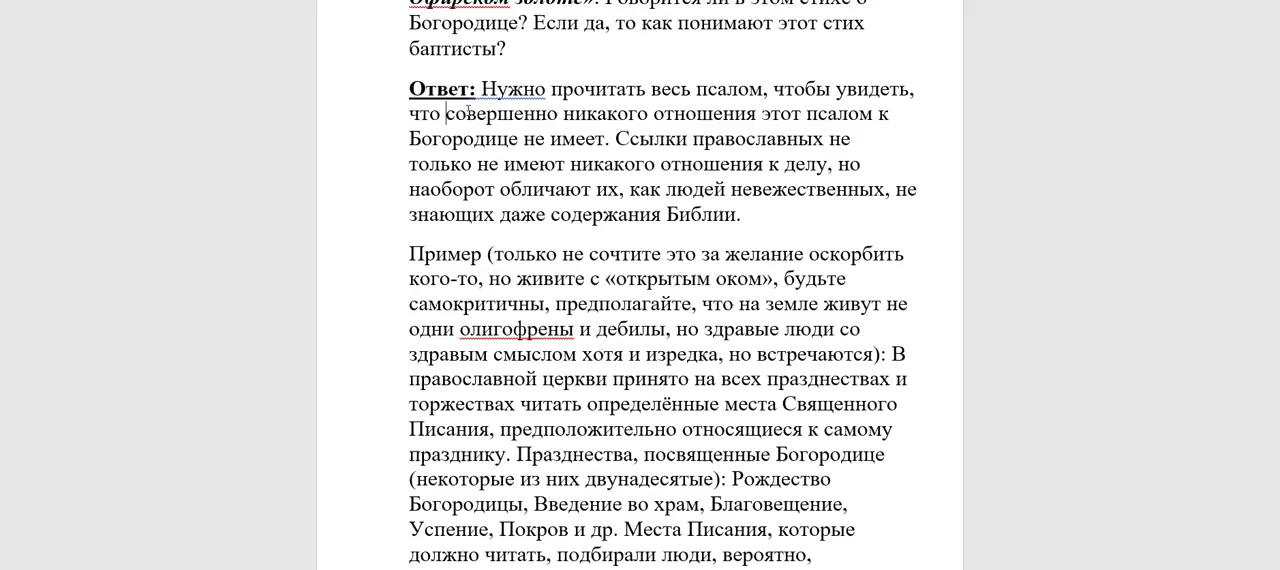 Офирском золоте». Говорится ли в этом стихе о
Богородице? Если да, то как понимают этот стих
баптисты?
Ответ: Нужно прочитать весь псалом, чтобы увидеть,
что совершенно никакого отношения этот псалом к
Богородице не имеет. Ссылки православных не
только не имеют никакого отношения к делу, но
наоборот обличают их, как людей невежественных, не
знающих даже содержания Библии.
Пример (только не сочтите это за желание оскорбить
кого-то, но живите с «открытым оком», будьте
самокритичны, предполагайте, что на земле живут не
одни олигофрены и дебилы, но здравые люди со
здравым смыслом хотя и изредка, но встречаются): В
православной церкви принято на всех празднествах и
торжествах читать определённые места Священного
Писания, предположительно относящиеся к самому
празднику. Празднества, посвященные Богородице
(некоторые из них двунадесятые): Рождество
Богородицы, Введение во храм, Благовещение,
Успение, Покров и др. Места Писания, которые
должно читать, подбирали люди, вероятно,